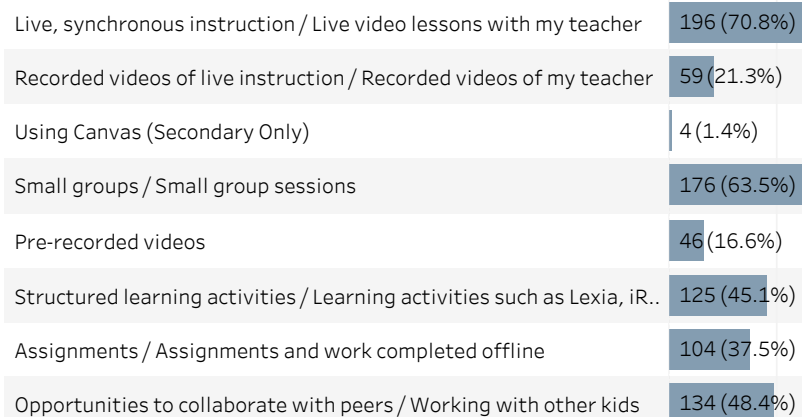 Live, synchronous instruction / Live video lessons with my teacher 196 (70.8%)
Recorded videos of live instruction / Recorded videos of my teacher 59 (21.3%)
Using Canvas (Secondary Only) 4 (1.4%)
Small groups / Small group sessions 176 (63.5%)
Pre-recorded videos 46 (16.6%)
Structured learning activities / Learning activities such as Lexia, iR.. 125 (45.1%)
Assignments / Assignments and work completed offline 104 (37.5%)
Opportunities to collaborate with peers / Working with other kids 134 (48.4%)